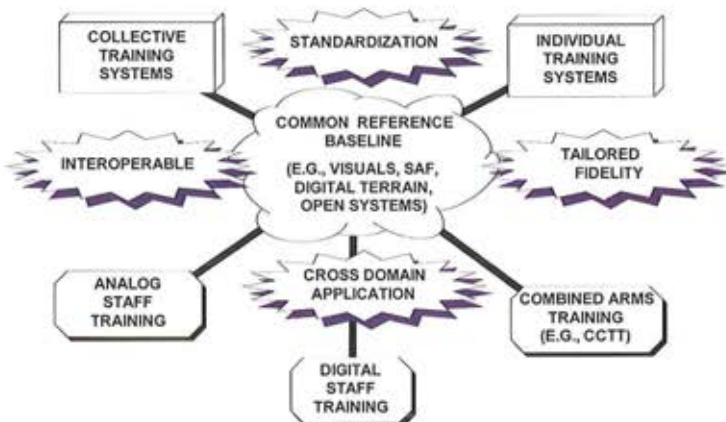 COLLECTIVE
TRAINING
SYSTEMS
STANDARDIZATION
INDIVIDUAL
TRAINING
SYSTEMS
COMMON REFERENCE
BASELINE
(E.G., VISUALS, SAF,
DIGITAL TERRAIN,
OPEN SYSTEMS)
INTEROPERABLE
TAILORED
FIDELITY
ANALOG
STAFF
TRAINING
CROSS DOMAIN
APPLICATION
COMBINED ARMS
TRAINING
(E.G., CCTT)
DIGITAL
STAFF
TRAINING